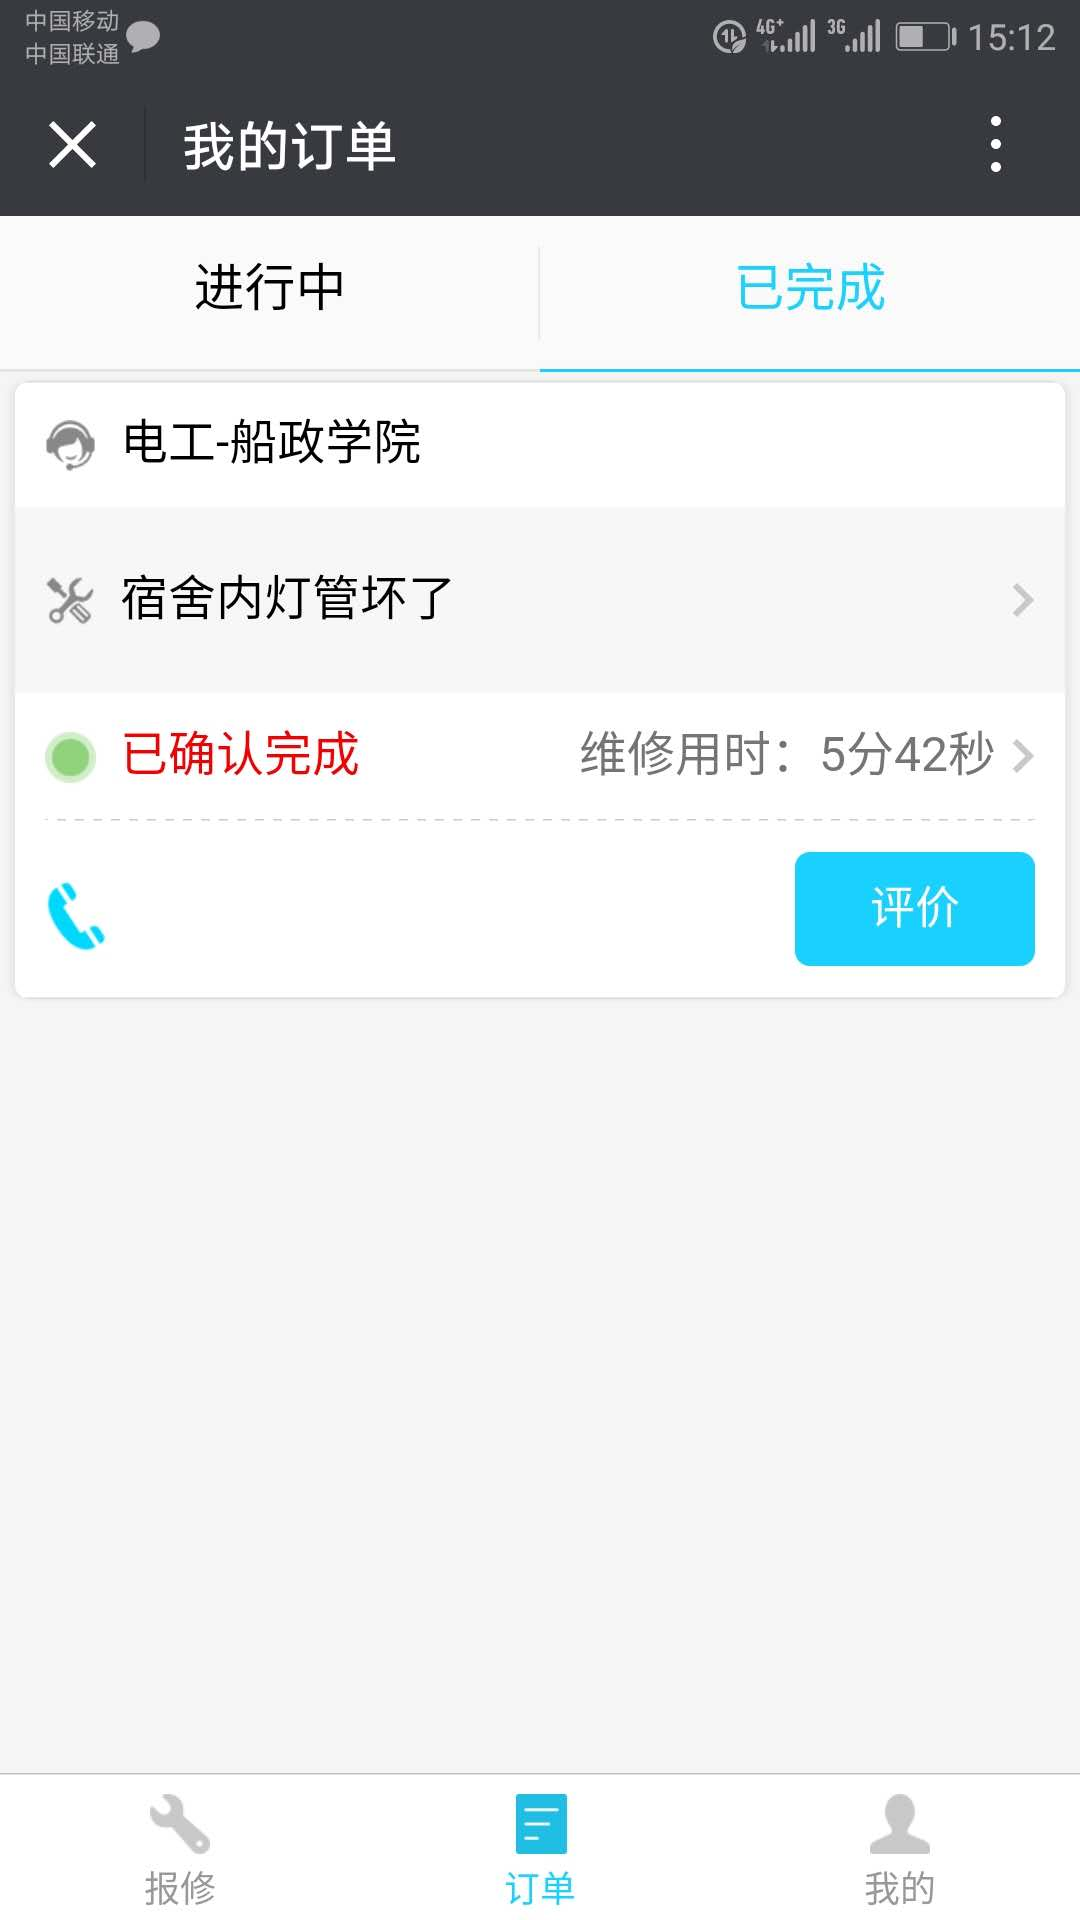 中国移动
中国联通
4G+ 3G 15:12
我的订单
进行中 已完成
电工-船政学院
宿舍内灯管坏了
已确认完成 维修用时：5分42秒
评价
报修 订单 我的